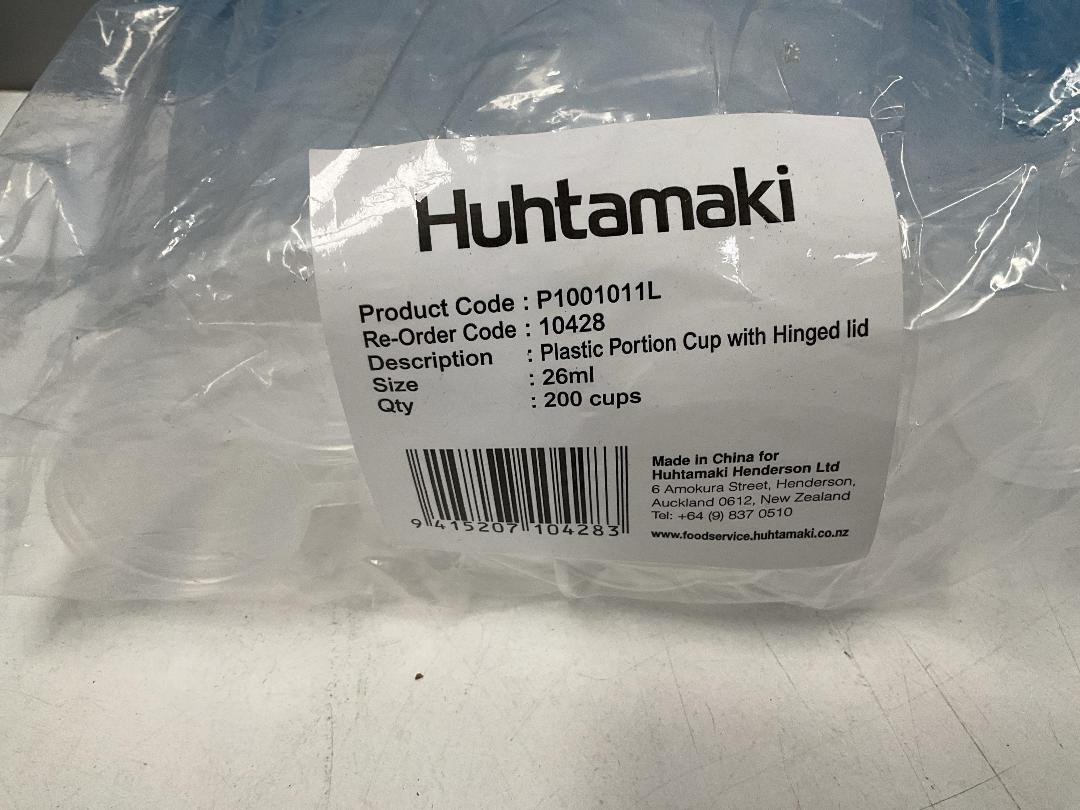 Huhtamaki
Product Code : P1001011L
Re-Order Code : 10428
Description : Plastic Portion Cup with Hinged lid
Size : 26ml
Qty : 200 cups
9 415207 104283
Made in China for
Huhtamaki Henderson Ltd
6 Amokura Street, Henderson,
Auckland 0612, New Zealand
Tel: +64 (9) 837 0510
www.foodservice.huhtamaki.co.nz